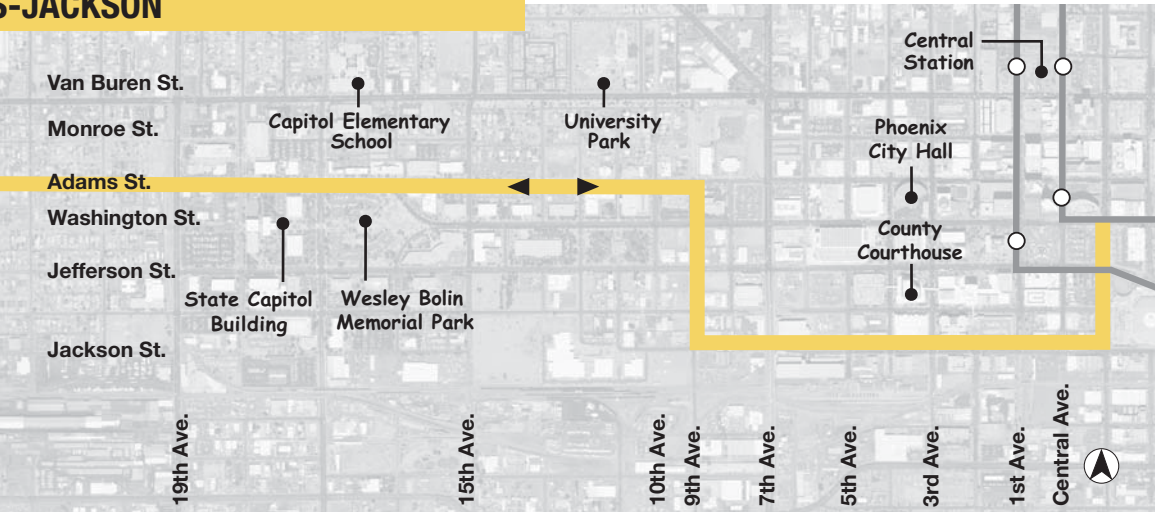 S-JACKSON
Central
Station
Van Buren St.
Monroe St.
Capitol Elementary
School
University
Park
Phoenix
City Hall
Adams St.
Washington St.
County
Courthouse
Jefferson St.
State Capitol
Building
Wesley Bolin
Memorial Park
Jackson St.
19th Ave.
15th Ave.
10th Ave.
9th Ave.
7th Ave.
5th Ave.
3rd Ave.
1st Ave.
Central Ave.